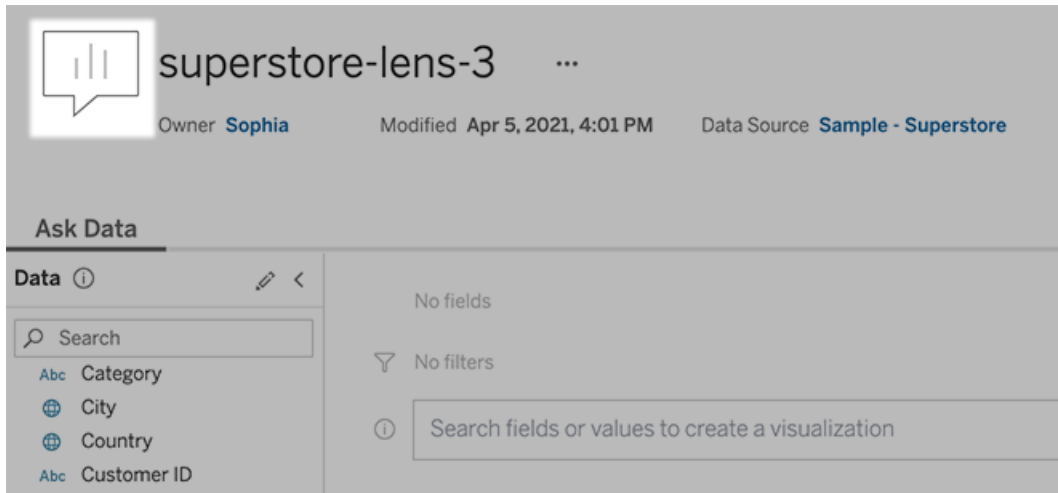 superstore-lens-3 ...
Owner Sophia Modified Apr 5, 2021, 4:01 PM Data Source Sample - Superstore
Ask Data
Data
No fields
Search
No filters
Abc Category
City
Search fields or values to create a visualization
Country
Abc Customer ID